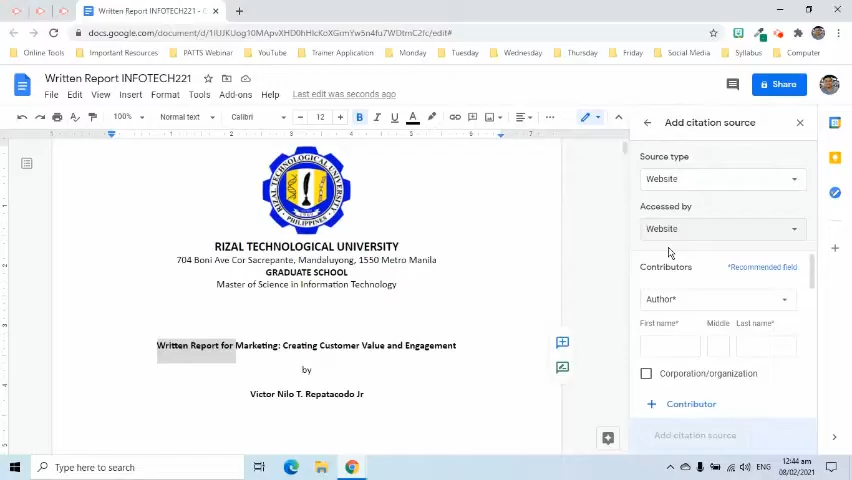 Written Report INFOTECH221 - G
docs.google.com/document/d/1IUJKUog10MApvXHD0hHlcKoXGrmYw5n4fu7WDtmC2fc/edit#
Online Tools
Important Resources
PATTS Webinar
YouTube
Trainer Application
Monday
Tuesday
Wednesday
Thursday
Friday
Social Media
Syllabus
Computer
Written Report INFOTECH221
File Edit View Insert Format Tools Add-ons Help
Last edit was seconds ago
Share
100%
Normal text
Calibri
12
B I U A
Add citation source
Source type
Website
Accessed by
Website
Contributors
*Recommended field
Author*
First name* Middle Last name*
Corporation/organization
+ Contributor
Add citation source
RIZAL TECHNOLOGICAL UNIVERSITY
PHILIPPINES
RIZAL TECHNOLOGICAL UNIVERSITY
704 Boni Ave Cor Sacrepante, Mandaluyong, 1550 Metro Manila
GRADUATE SCHOOL
Master of Science in Information Technology
Written Report for Marketing: Creating Customer Value and Engagement
by
Victor Nilo T. Repatacodo Jr
Type here to search
ENG
12:44 am
08/02/2021